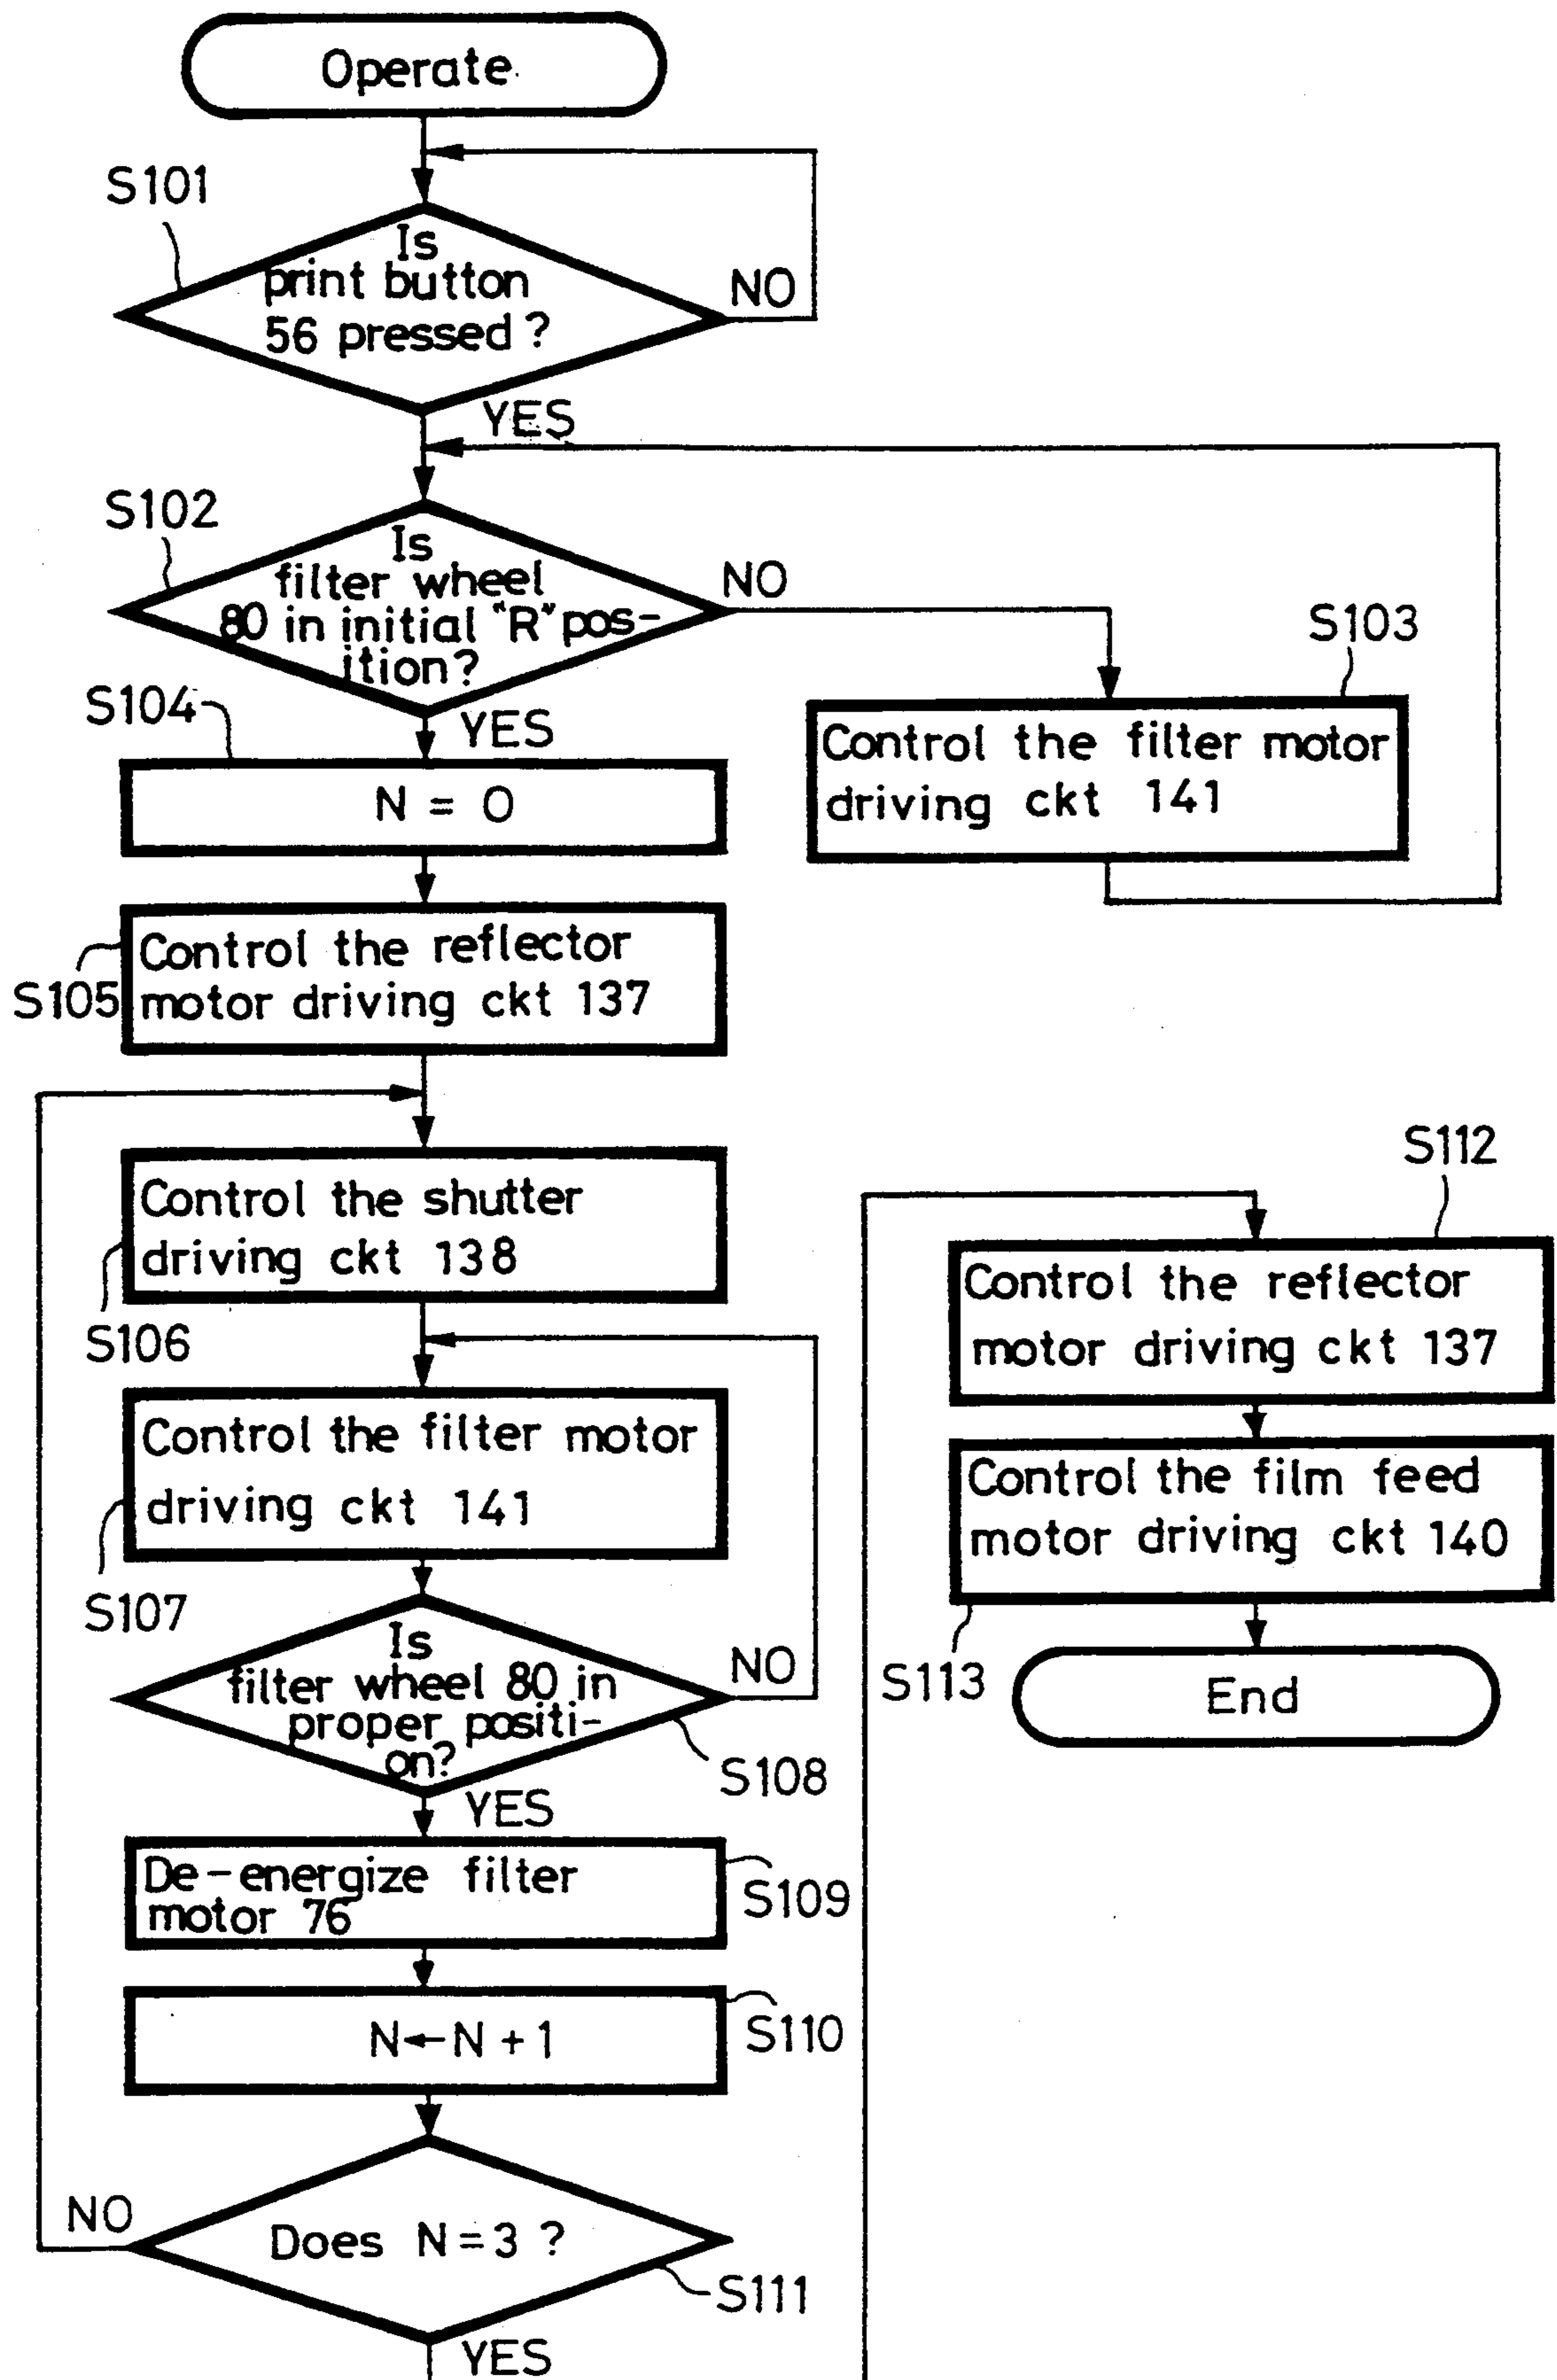 Operate
S101
Is
print button
56 pressed?
NO
YES
S102
Is
filter wheel
80 in initial "R" pos-
ition?
NO
S103
Control the filter motor
driving ckt 141
S104
YES
N = 0
S105
Control the reflector
motor driving ckt 137
S106
Control the shutter
driving ckt 138
S107
Control the filter motor
driving ckt 141
Is
filter wheel 80 in
proper positi-
on?
NO
S108
YES
De-energize filter
motor 76
S109
N←N + 1
S110
NO
Does N = 3 ?
S111
YES
S112
Control the reflector
motor driving ckt 137
Control the film feed
motor driving ckt 140
S113
End